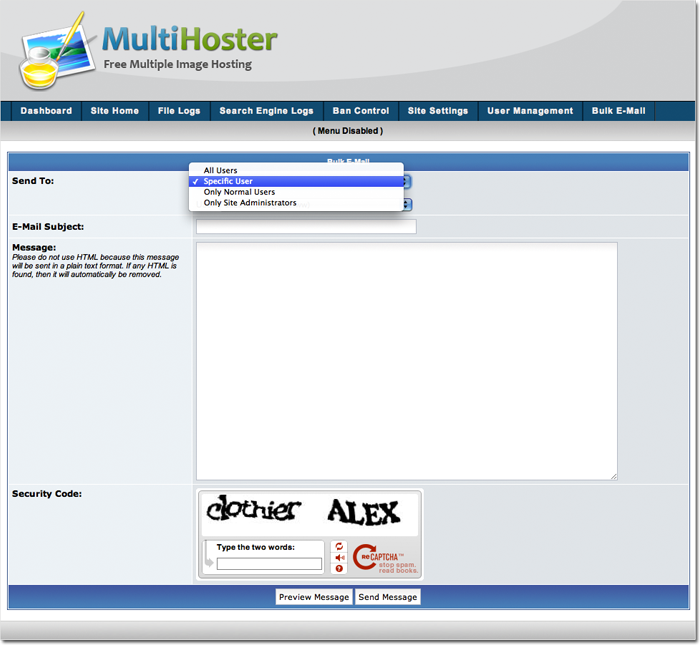 MultiHoster
Free Multiple Image Hosting
Dashboard Site Home File Logs Search Engine Logs Ban Control Site Settings User Management Bulk E-Mail
( Menu Disabled )
Bulk E-Mail
Send To:
All Users
✓ Specific User
Only Normal Users
Only Site Administrators
E-Mail Subject:
Message:
Please do not use HTML because this message
will be sent in a plain text format. If any HTML is
found, then it will automatically be removed.
Security Code:
clothier ALEX
Type the two words:
reCAPTCHA™
stop spam.
read books.
Preview Message Send Message